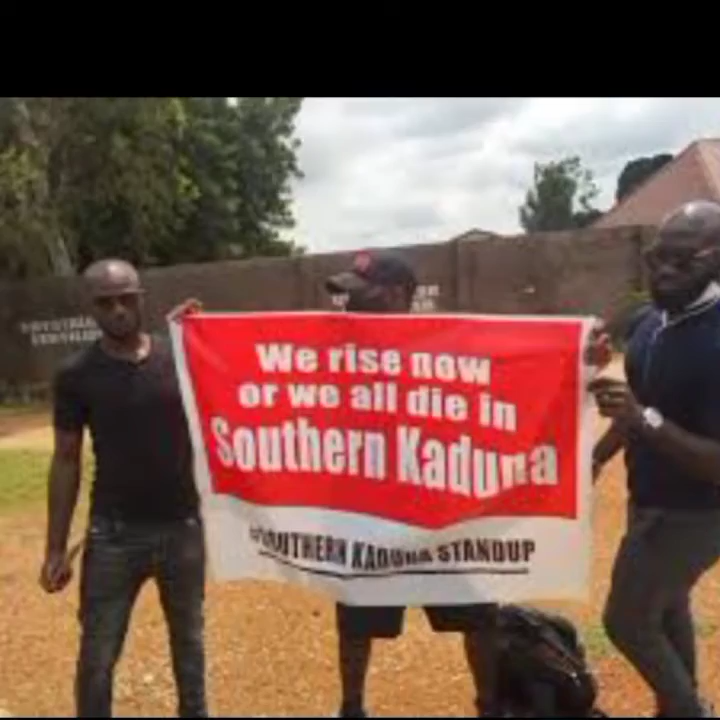 We rise now
or we all die in
Southern Kaduna
#SOUTHERN KADUNA STANDUP